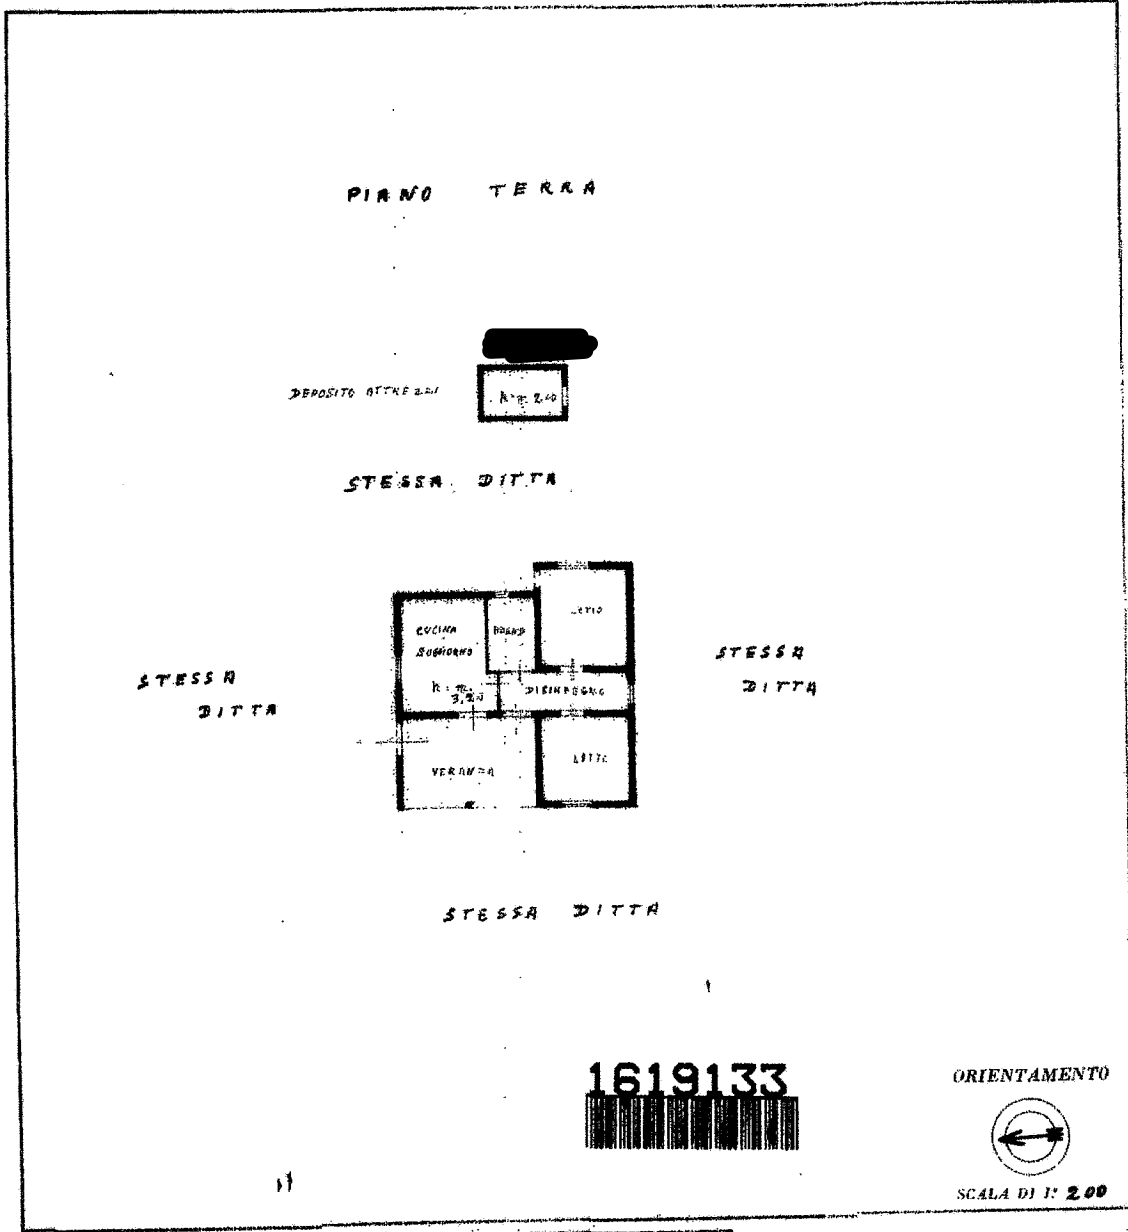 PIANO TERRA
DEPOSITO ATTREZZI
h=m. 2.00
STESSA DITTA
LETTO
CUCINA
SOGGIORNO
BAGNO
STESSA
DITTA
STESSA
DITTA
h=m.
3,20
DISIMPEGNO
VERANDA
LETTO
STESSA DITTA
1619133
ORIENTAMENTO
SCALA DI 1: 200